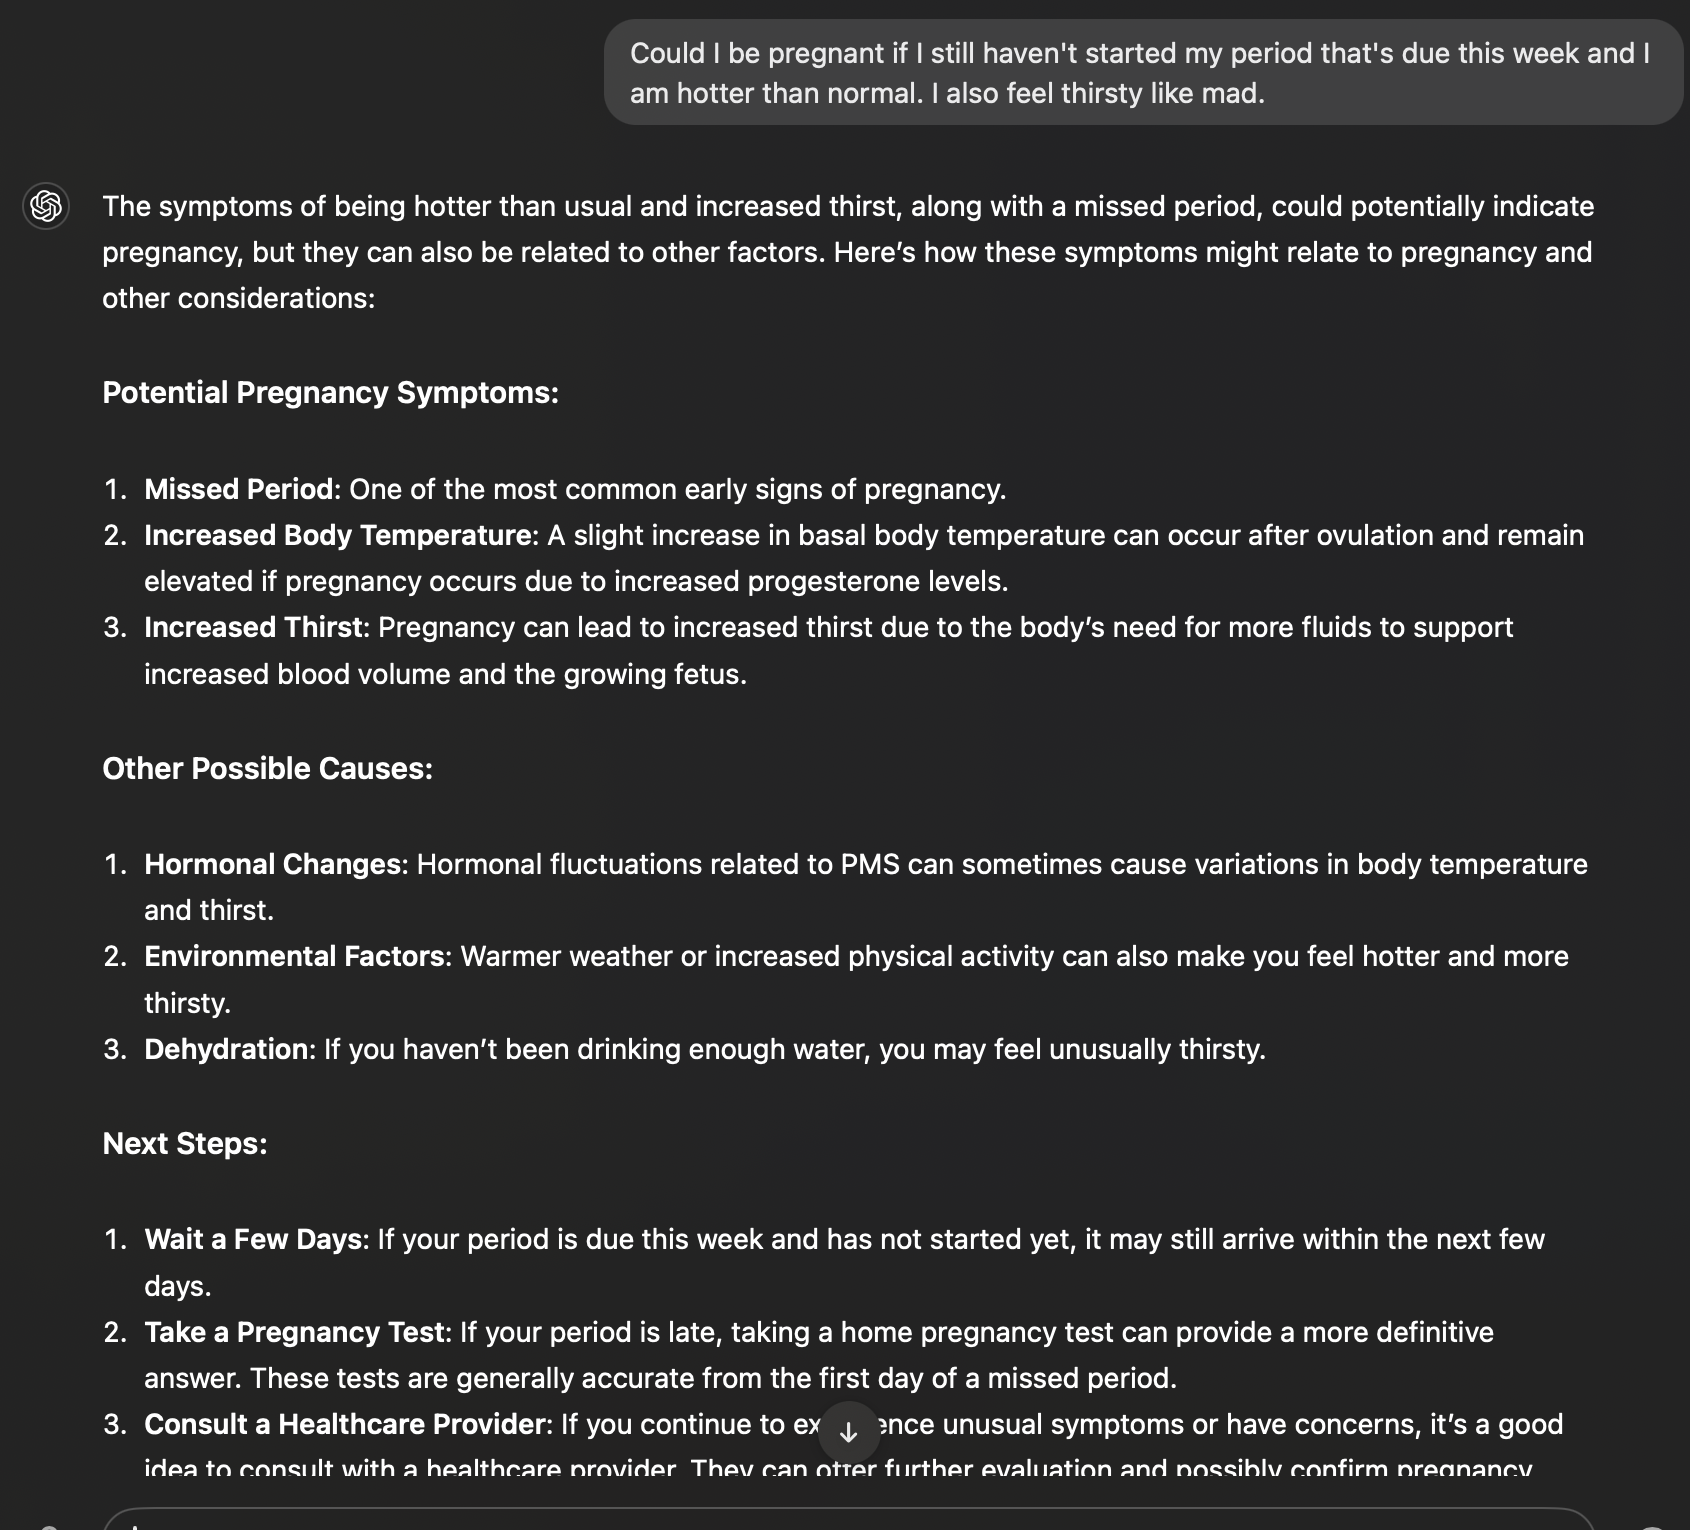 Could I be pregnant if I still haven't started my period that's due this week and I
am hotter than normal. I also feel thirsty like mad.
The symptoms of being hotter than usual and increased thirst, along with a missed period, could potentially indicate
pregnancy, but they can also be related to other factors. Here’s how these symptoms might relate to pregnancy and
other considerations:
Potential Pregnancy Symptoms:
1. Missed Period: One of the most common early signs of pregnancy.
2. Increased Body Temperature: A slight increase in basal body temperature can occur after ovulation and remain
elevated if pregnancy occurs due to increased progesterone levels.
3. Increased Thirst: Pregnancy can lead to increased thirst due to the body’s need for more fluids to support
increased blood volume and the growing fetus.
Other Possible Causes:
1. Hormonal Changes: Hormonal fluctuations related to PMS can sometimes cause variations in body temperature
and thirst.
2. Environmental Factors: Warmer weather or increased physical activity can also make you feel hotter and more
thirsty.
3. Dehydration: If you haven’t been drinking enough water, you may feel unusually thirsty.
Next Steps:
1. Wait a Few Days: If your period is due this week and has not started yet, it may still arrive within the next few
days.
2. Take a Pregnancy Test: If your period is late, taking a home pregnancy test can provide a more definitive
answer. These tests are generally accurate from the first day of a missed period.
3. Consult a Healthcare Provider: If you continue to ex ence unusual symptoms or have concerns, it’s a good
idea to consult with a healthcare provider. They can offer further evaluation and possibly confirm pregnancy